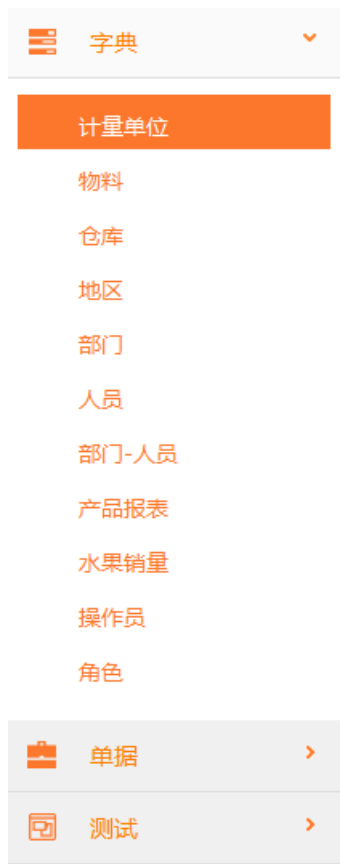 字典
计量单位
物料
仓库
地区
部门
人员
部门-人员
产品报表
水果销量
操作员
角色
单据
测试